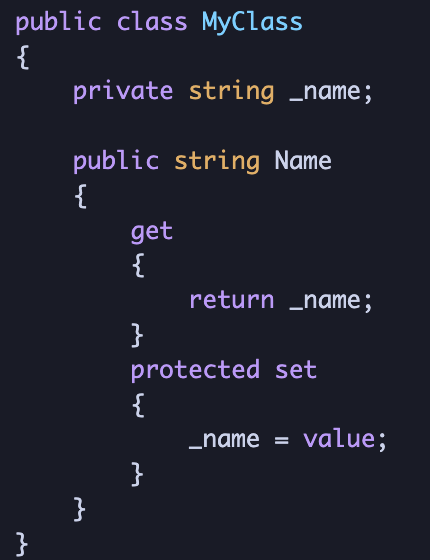 public class MyClass
{
    private string _name;

    public string Name
    {
        get
        {
            return _name;
        }
        protected set
        {
            _name = value;
        }
    }
}